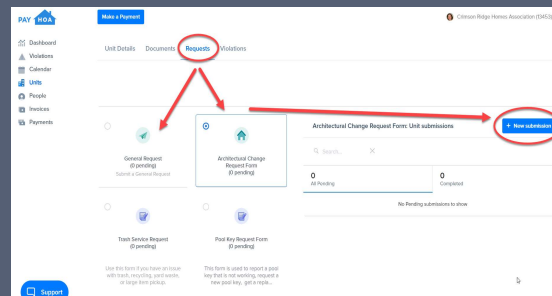 PAY HOA
Make a Payment
Crimson Ridge Homes Association (13453)
Dashboard
Violations
Calendar
Units
People
Invoices
Payments
Unit Details Documents Requests Violations
General Request
(0 pending)
Submit a General Request
Architectural Change
Request Form
(0 pending)
Architectural Change Request Form: Unit submissions
+ New submission
Search...
0
All Pending
0
Completed
No Pending submissions to show
Trash Service Request
(0 pending)
Use this form if you have an issue
with trash, recycling, yard waste,
or large item pickup.
Pool Key Request Form
(0 pending)
This form is used to report a pool
key that is not working, request a
new pool key, get a repla...
Support